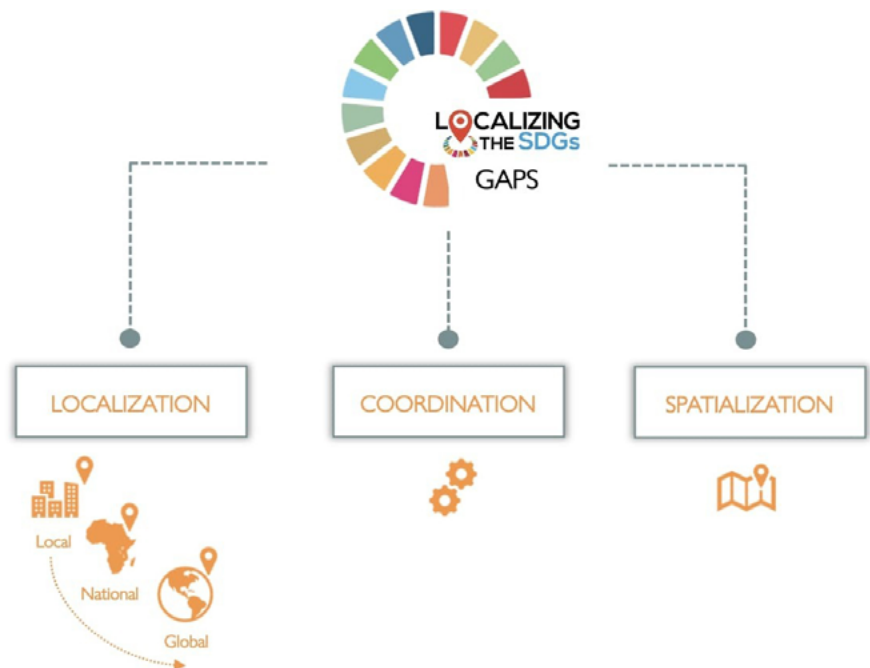 LOCALIZING
THE SDGs
GAPS
LOCALIZATION
COORDINATION
SPATIALIZATION
Local
National
Global